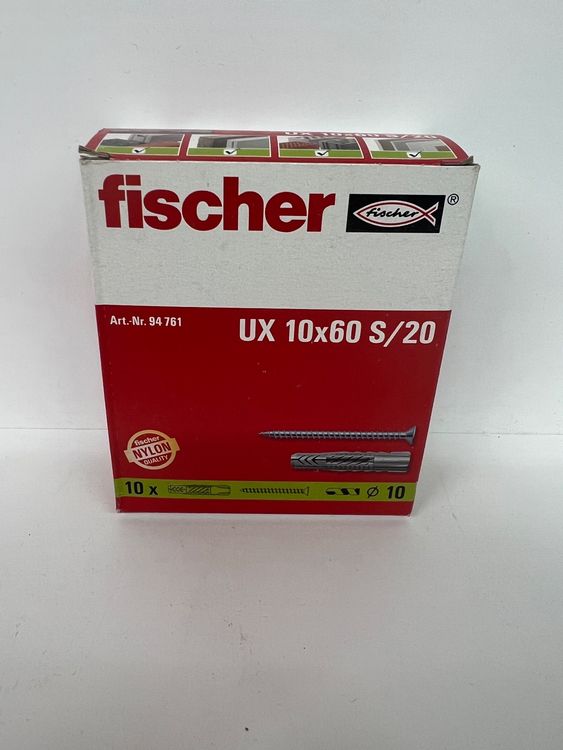 UX 10x60 S/20
fischer
fischer ®
Art.-Nr. 94 761
UX 10x60 S/20
fischer
NYLON
QUALITY
10 x
Ø 10